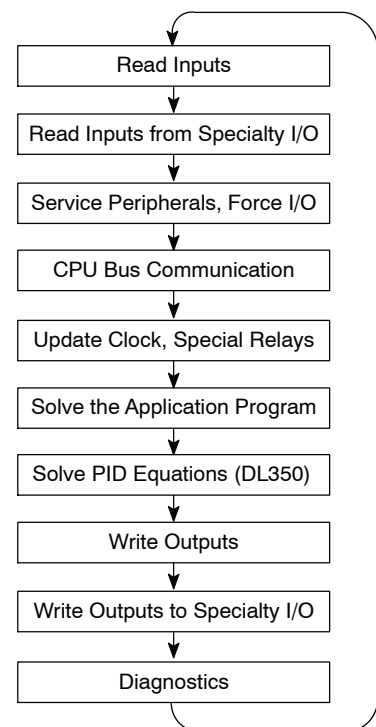 Read Inputs
Read Inputs from Specialty I/O
Service Peripherals, Force I/O
CPU Bus Communication
Update Clock, Special Relays
Solve the Application Program
Solve PID Equations (DL350)
Write Outputs
Write Outputs to Specialty I/O
Diagnostics